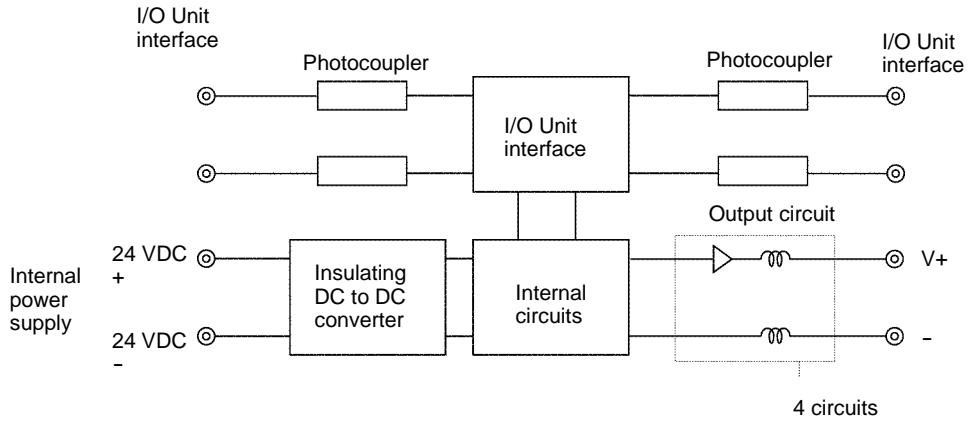 I/O Unit
interface
Photocoupler
Photocoupler
I/O Unit
interface
I/O Unit
interface
Output circuit
Internal
power
supply
24 VDC
+
24 VDC
−
Insulating
DC to DC
converter
Internal
circuits
V+
−
4 circuits